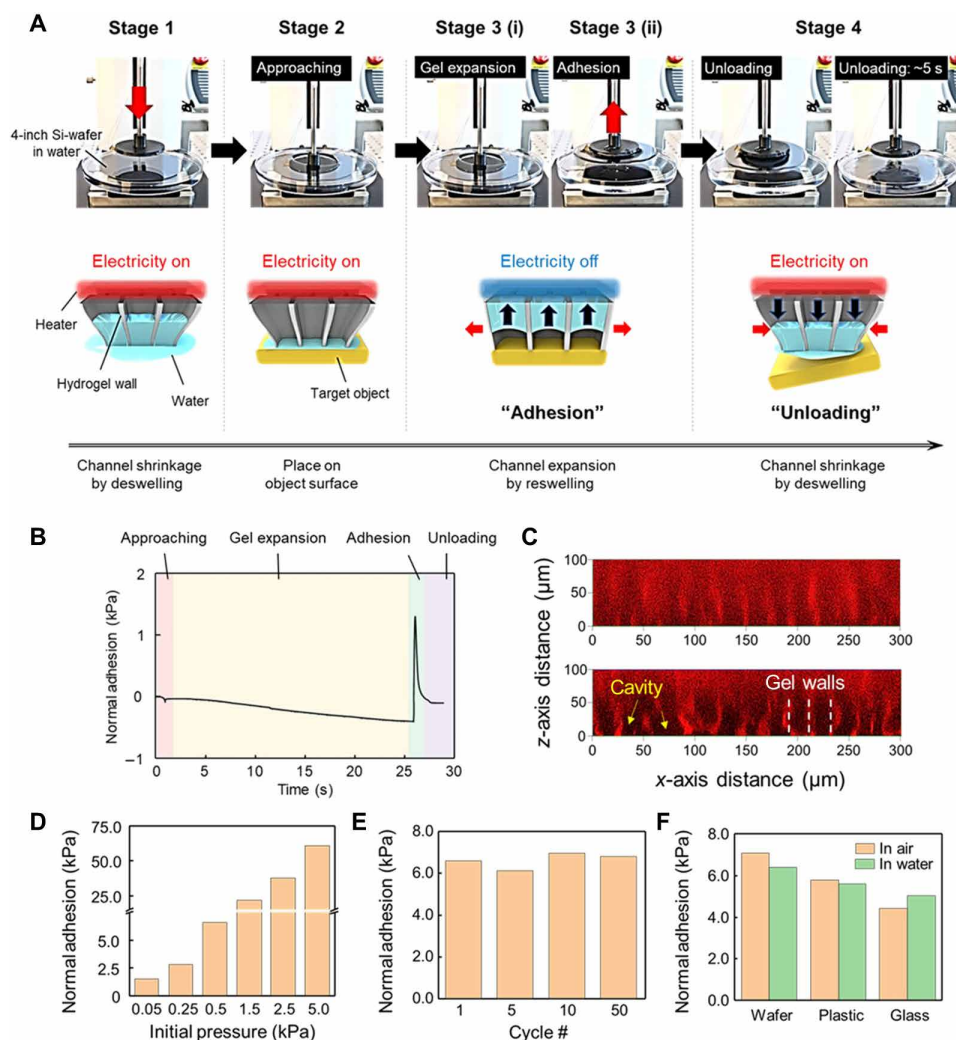 A
Stage 1
Stage 2
Stage 3 (i)
Stage 3 (ii)
Stage 4
Approaching
Gel expansion
Adhesion
Unloading
Unloading: ~5 s
4-inch Si-wafer
in water
Electricity on
Electricity on
Electricity off
Electricity on
Heater
Hydrogel wall
Water
Target object
“Adhesion”
“Unloading”
Channel shrinkage
by deswelling
Place on
object surface
Channel expansion
by reswelling
Channel shrinkage
by deswelling
B
Approaching
Gel expansion
Adhesion
Unloading
Normal adhesion (kPa)
2
1
0
−1
0 5 10 15 20 25 30
Time (s)
C
z-axis distance (μm)
100
50
0
0 50 100 150 200 250 300
Cavity
Gel walls
100
50
0
0 50 100 150 200 250 300
x-axis distance (μm)
D
Normal adhesion (kPa)
75.0
50.0
25.0
5.0
2.5
0
0.05 0.25 0.5 1.5 2.5 5.0
Initial pressure (kPa)
E
Normal adhesion (kPa)
8.0
6.0
4.0
2.0
0.0
1 5 10 50
Cycle #
F
Normal adhesion (kPa)
8.0
6.0
4.0
2.0
0.0
In air
In water
Wafer Plastic Glass